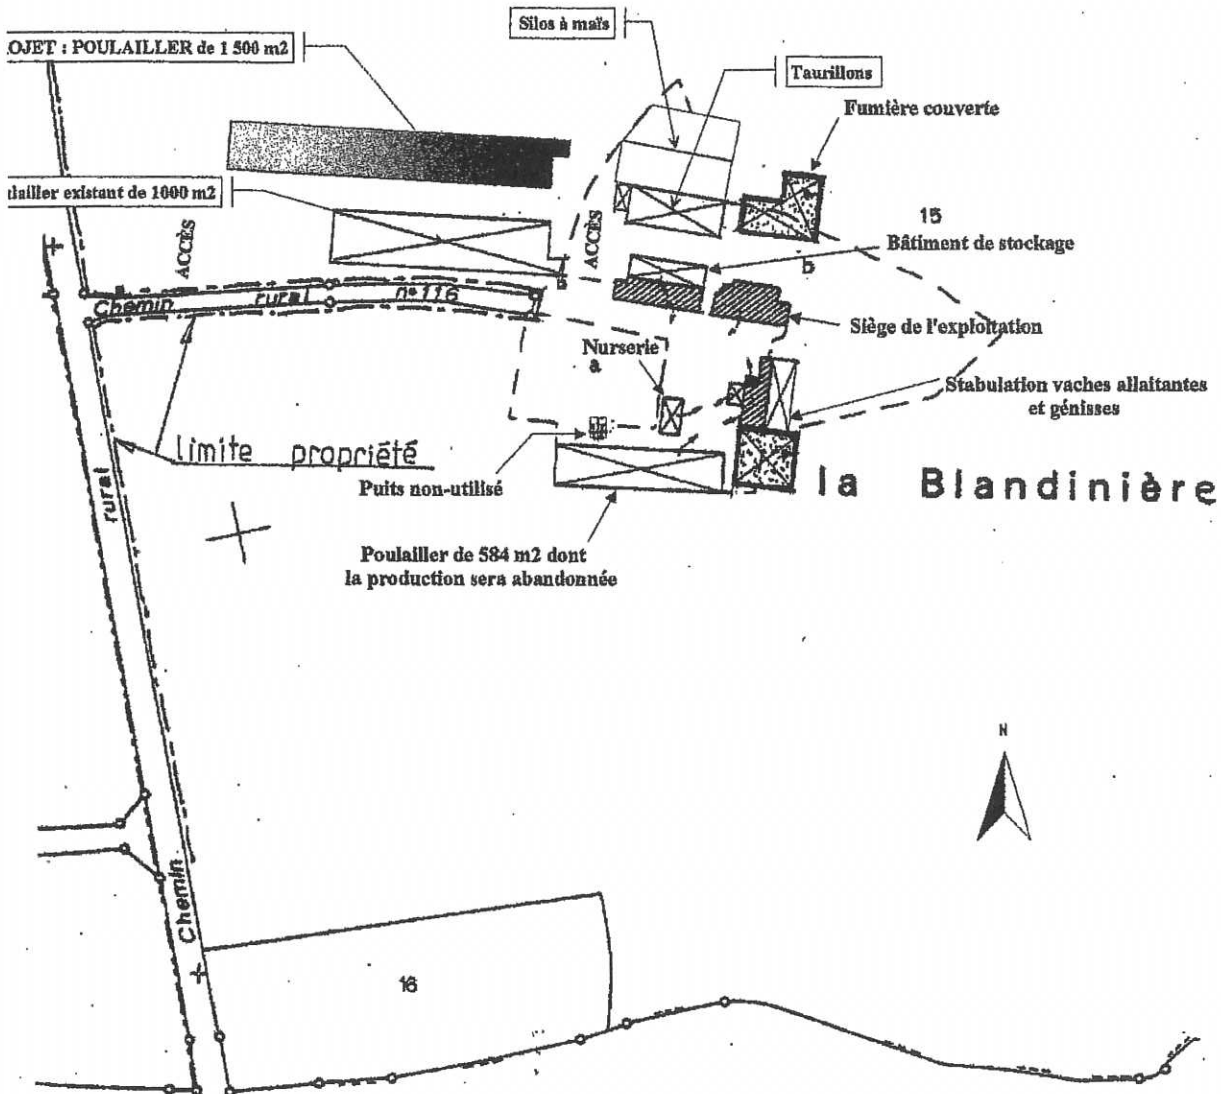 Silos à maïs
OJET : POULAILLER de 1 500 m2
Taurillons
Fumière couverte
ulailler existant de 1000 m2
ACCÈS
ACCÈS
15
Bâtiment de stockage
b
Chemin rural n° 116
Siège de l'exploitation
Nurserie
a
Stabulation vaches allaitantes
et génisses
limite propriété
Puits non-utilisé
la Blandinière
rural
Poulailler de 584 m2 dont
la production sera abandonnée
N
Chemin
16